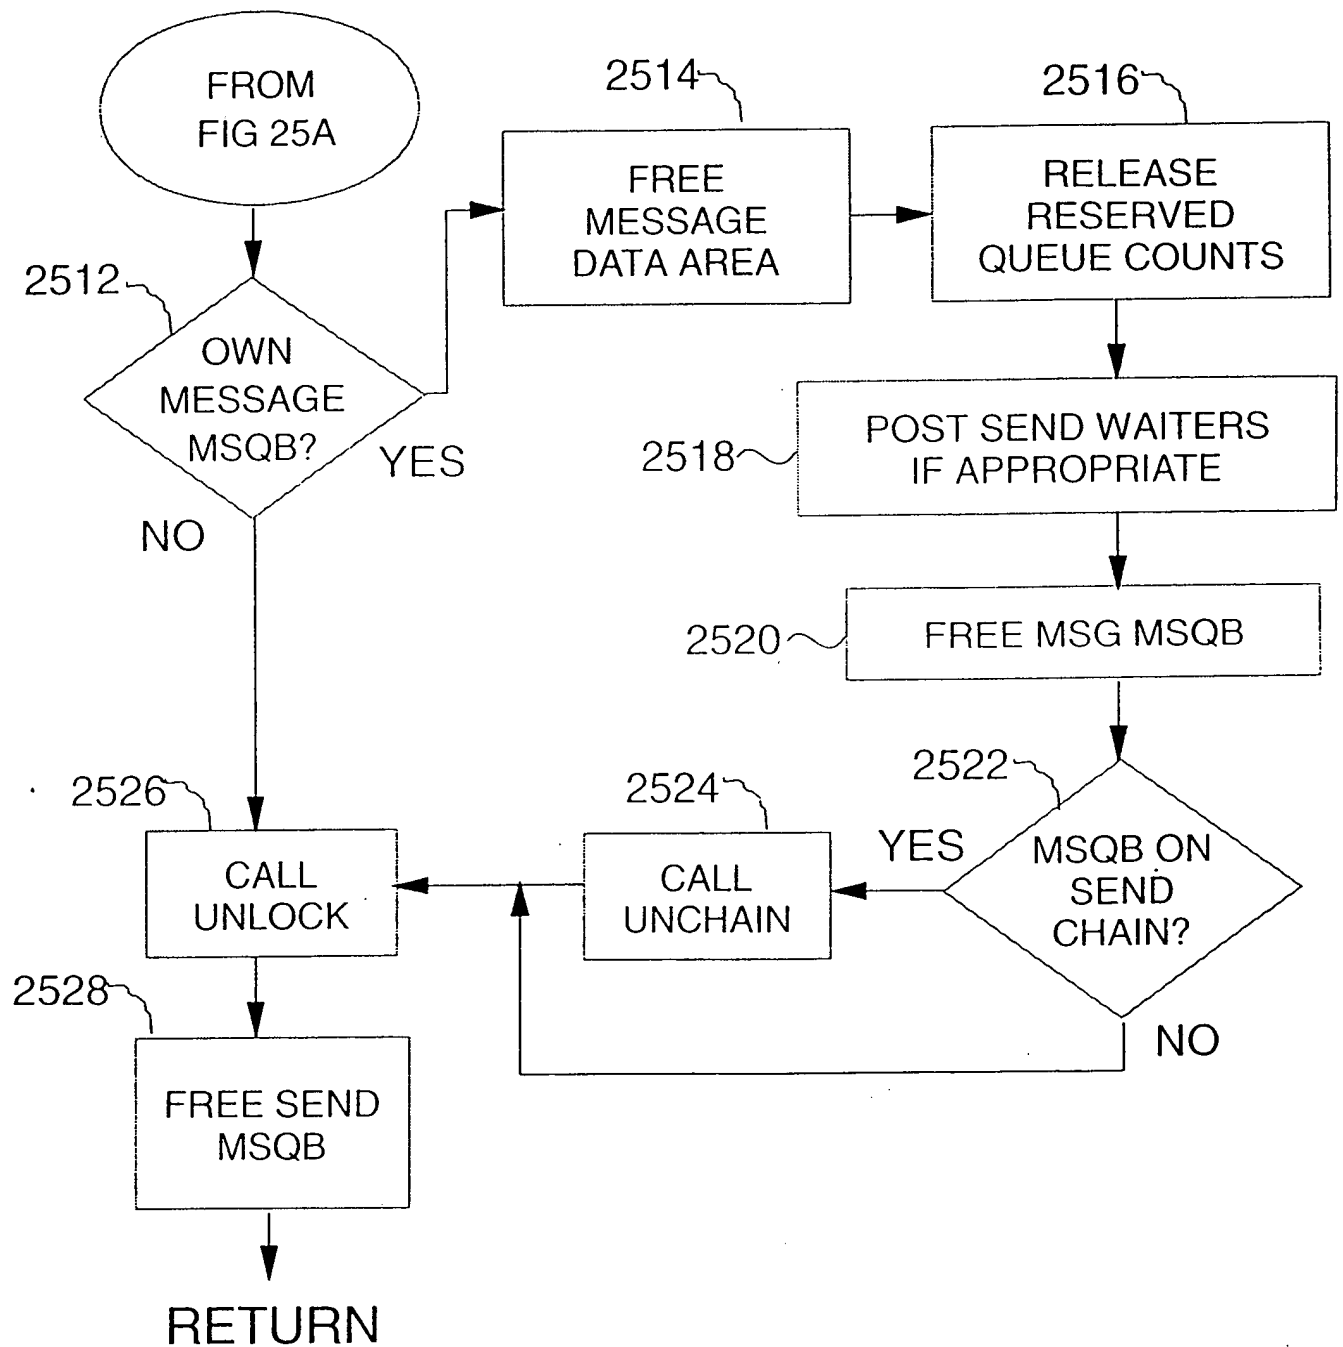 FROM
FIG 25A
2512
OWN
MESSAGE
MSQB?
YES
NO
2514
FREE
MESSAGE
DATA AREA
2516
RELEASE
RESERVED
QUEUE COUNTS
2518
POST SEND WAITERS
IF APPROPRIATE
2520
FREE MSG MSQB
2522
MSQB ON
SEND
CHAIN?
YES
NO
2524
CALL
UNCHAIN
2526
CALL
UNLOCK
2528
FREE SEND
MSQB
RETURN